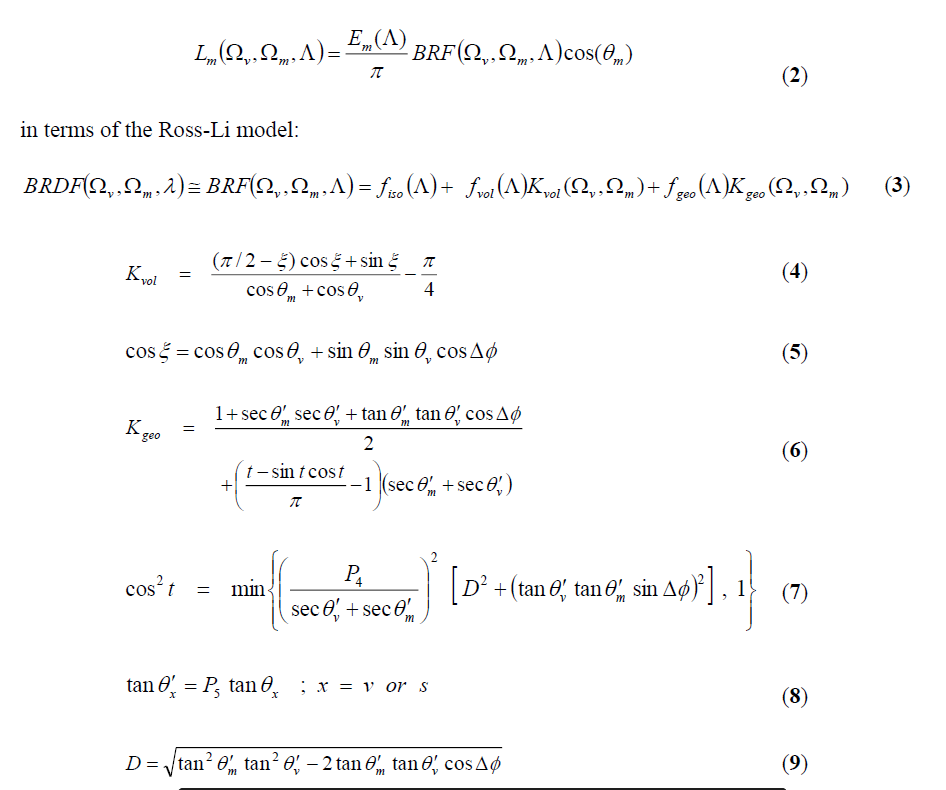 L_m(Ω_v, Ω_m, Λ) = E_m(Λ)/π BRF(Ω_v, Ω_m, Λ)cos(θ_m) (2)
in terms of the Ross-Li model:
BRDF(Ω_v, Ω_m, λ) ≅ BRF(Ω_v, Ω_m, Λ) = f_iso(Λ) + f_vol(Λ)K_vol(Ω_v, Ω_m) + f_geo(Λ)K_geo(Ω_v, Ω_m) (3)
K_vol = ((π/2 − ξ) cos ξ + sin ξ)/(cos θ_m + cos θ_v) − π/4 (4)
cos ξ = cos θ_m cos θ_v + sin θ_m sin θ_v cos Δϕ (5)
K_geo = (1 + sec θ′_m sec θ′_v + tan θ′_m tan θ′_v cos Δϕ)/2
+ ((t − sin t cos t)/π − 1)(sec θ′_m + sec θ′_v) (6)
cos² t = min{(P_4/(sec θ′_v + sec θ′_m))² [D² + (tan θ′_v tan θ′_m sin Δϕ)²], 1} (7)
tan θ′_x = P_5 tan θ_x ; x = v or s (8)
D = √(tan² θ′_m tan² θ′_v − 2 tan θ′_m tan θ′_v cos Δϕ) (9)